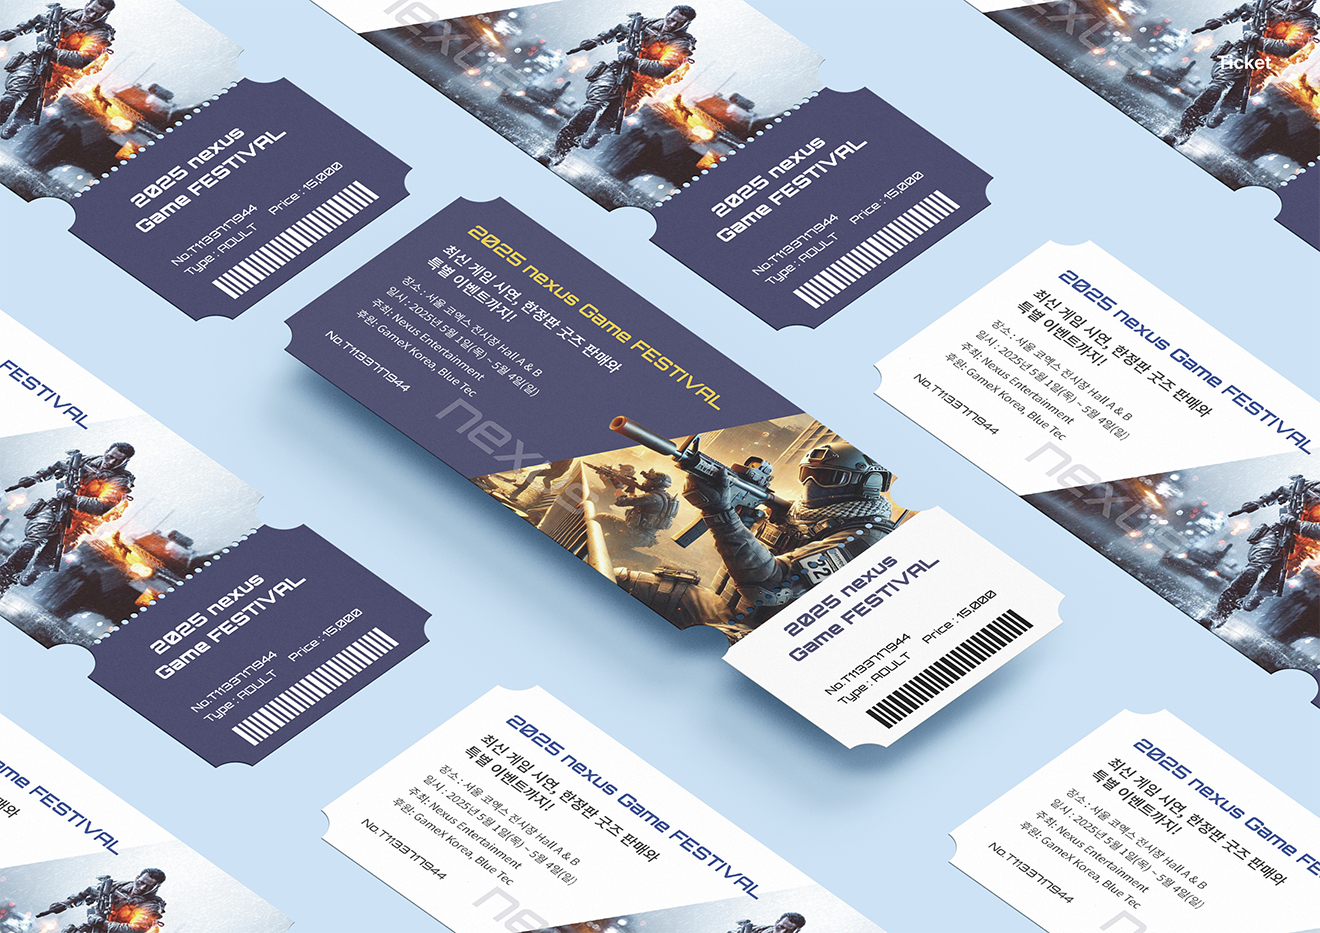 Ticket
2025 nexus
Game FESTIVAL
No.T113371794​4
Price : 15,000
Type : ADULT
2025 nexus
Game FESTIVAL
No.T1133717944
Price : 15,000
Type : ADULT
2025 nexus Game FESTIVAL
최신 게임 시연, 한정판 굿즈 판매와
특별 이벤트까지!
장소 : 서울 코엑스 전시장 Hall A & B
일시 : 2025년 5월 1일(목) ~ 5월 4일(일)
주최: Nexus Entertainment
후원: GameX Korea, Blue Tec
No.T1133717944
nexus
2025 nexus
Game FESTIVAL
No.T1133717944
Price : 15,000
Type : ADULT
2025 nexus Game FESTIVAL
최신 게임 시연, 한정판 굿즈 판매와
특별 이벤트까지!
장소 : 서울 코엑스 전시장 Hall A & B
일시 : 2025년 5월 1일(목) ~ 5월 4일(일)
주최: Nexus Entertainment
후원: GameX Korea, Blue Tec
No.T1133717944
nexus
FESTIVAL
2025 nexus
Game FESTIVAL
No.T1133717944
Price : 15,000
Type : ADULT
ame FESTIVAL
매와
2025 nexus Game FESTIVAL
최신 게임 시연, 한정판 굿즈 판매와
특별 이벤트까지!
장소 : 서울 코엑스 전시장 Hall A & B
일시 : 2025년 5월 1일(목) ~ 5월 4일(일)
주최: Nexus Entertainment
후원: GameX Korea, Blue Tec
No.T1133717944
2025 nexus Game FE
최신 게임 시연, 한정판 굿즈 판매와
특별 이벤트까지!
장소 : 서울 코엑스 전시장 Hall A & B
일시 : 2025년 5월 1일(목) ~ 5월 4일(일)
주최: Nexus Entertainment
후원: GameX Korea, Blue Tec
No.T1133717944